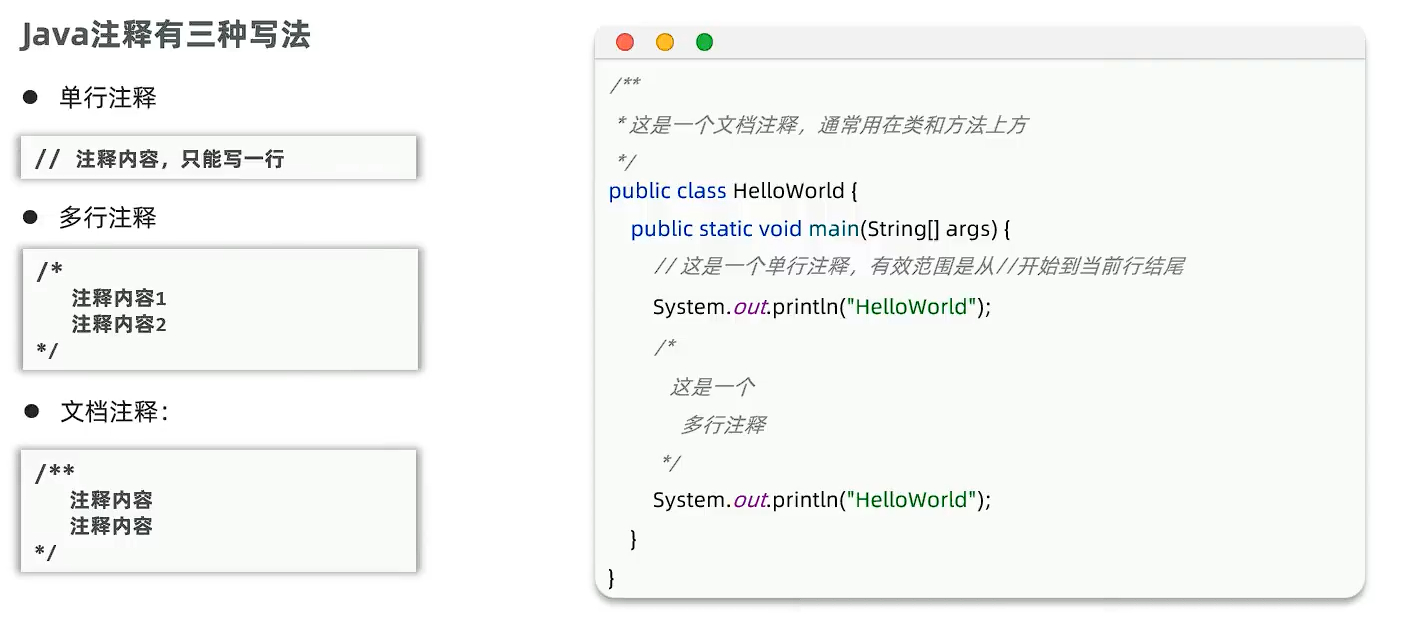 Java注释有三种写法
● 单行注释
// 注释内容，只能写一行
● 多行注释
/*
注释内容1
注释内容2
*/
● 文档注释：
/**
注释内容
注释内容
*/
/**
* 这是一个文档注释，通常用在类和方法上方
*/
public class HelloWorld {
public static void main(String[] args) {
// 这是一个单行注释，有效范围是从//开始到当前行结尾
System.out.println("HelloWorld");
/*
这是一个
多行注释
*/
System.out.println("HelloWorld");
}
}